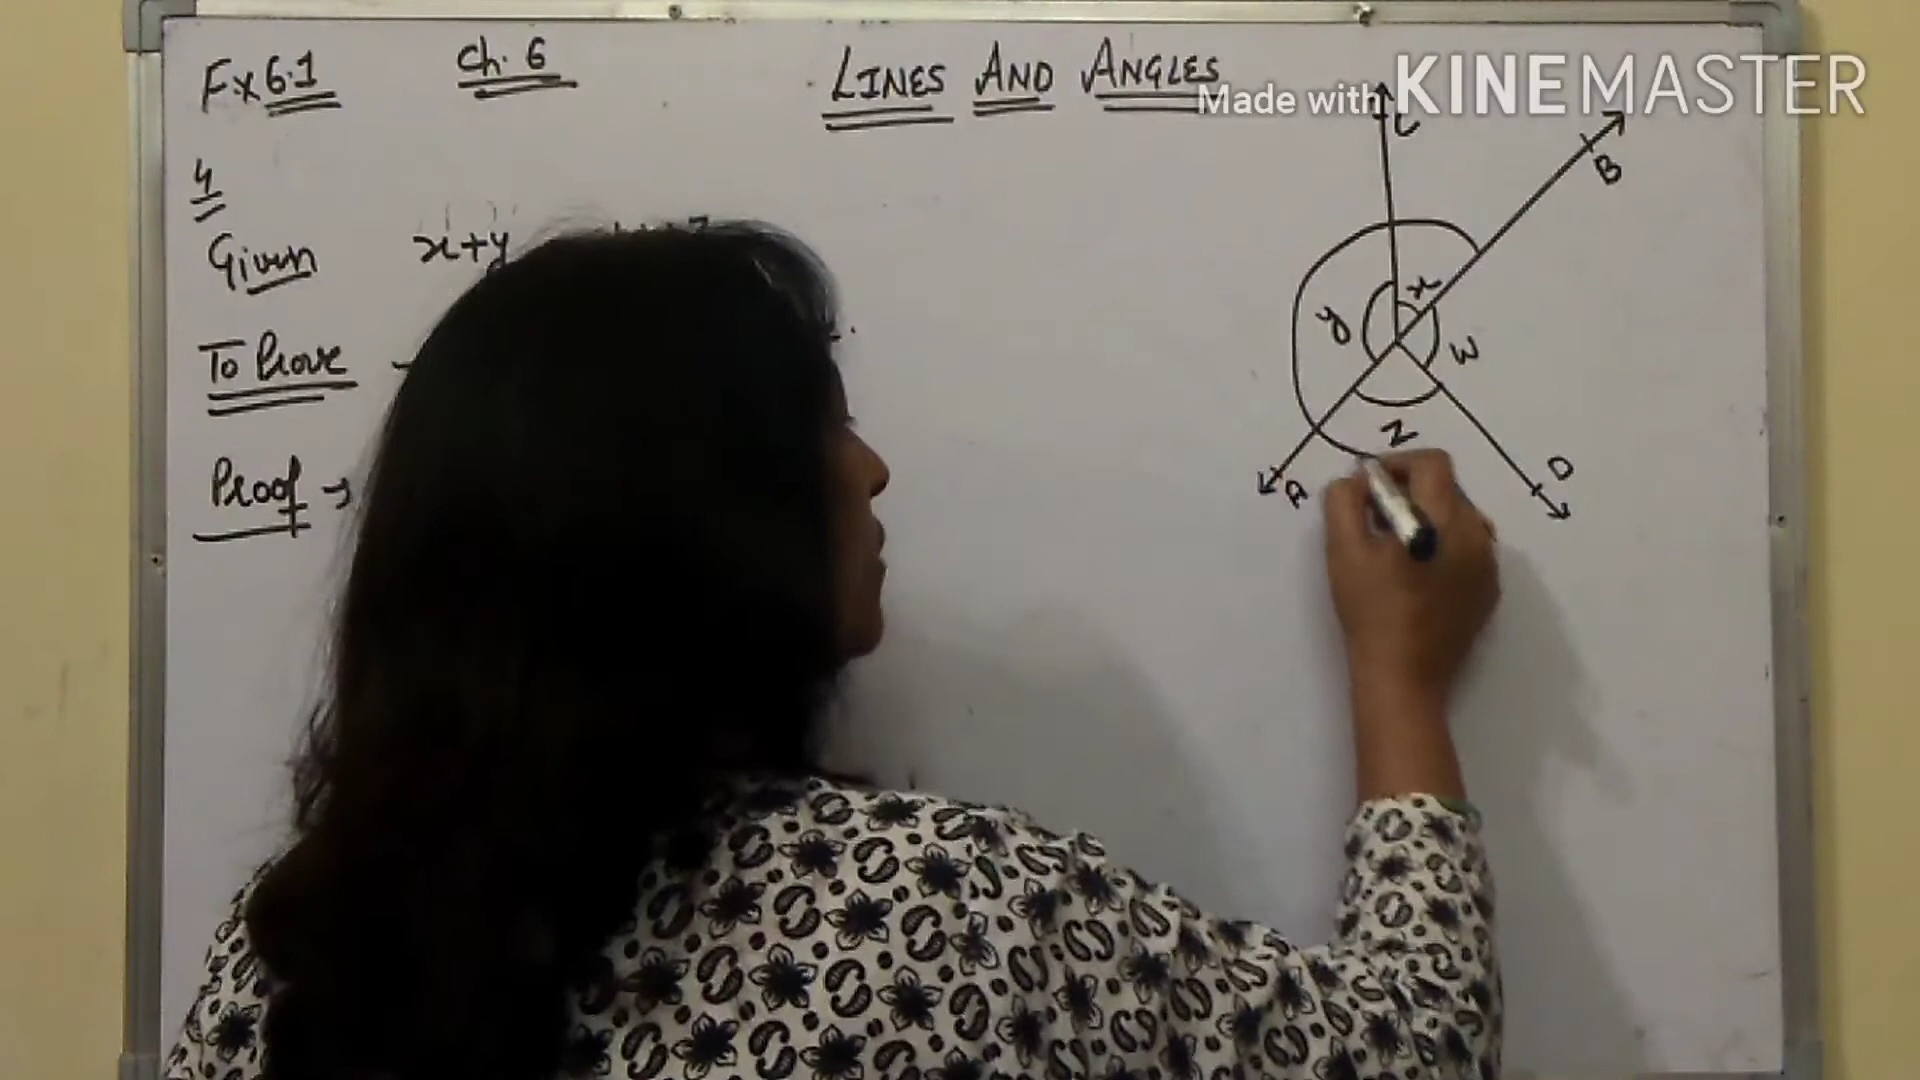 Ex 6.1 Ch. 6 LINES AND ANGLES
Made with KINEMASTER
4
Given x+y
To Prove
Proof →
C
B
x
y
w
z
A
D